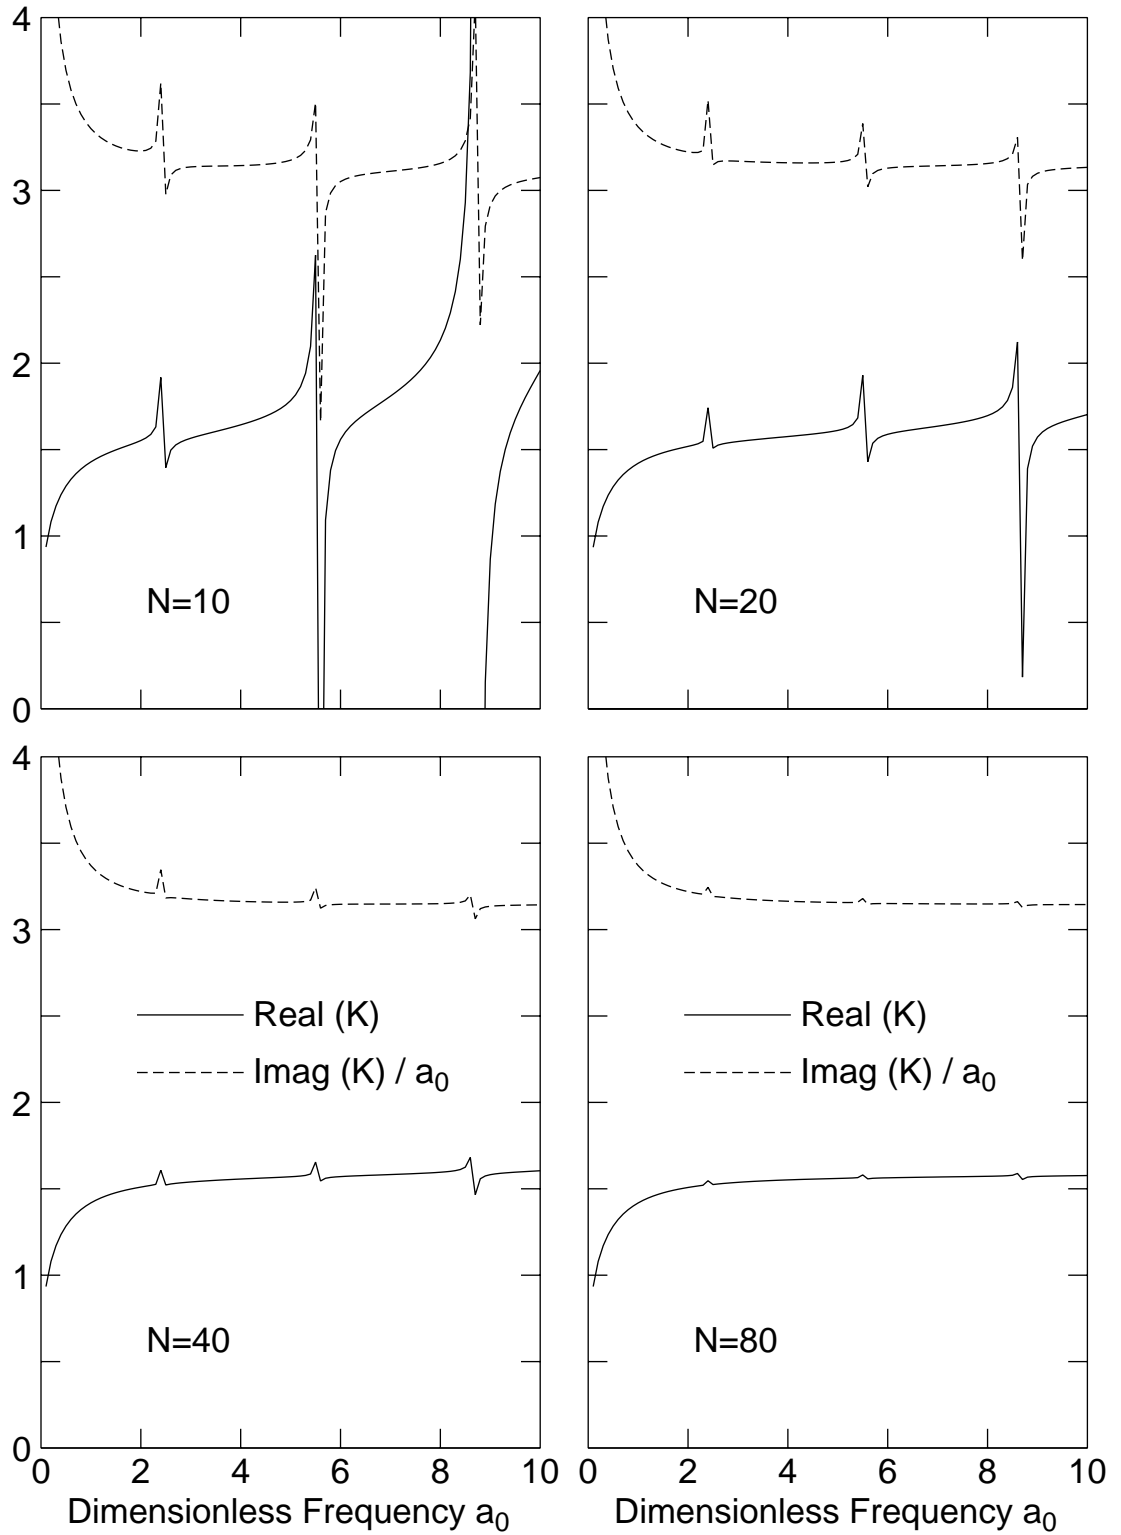 4
3
2
1
0
N=10
N=20
4
3
2
1
0
Real (K)
Imag (K) / a0
Real (K)
Imag (K) / a0
N=40
N=80
0 2 4 6 8 10
0 2 4 6 8 10
Dimensionless Frequency a0
Dimensionless Frequency a0